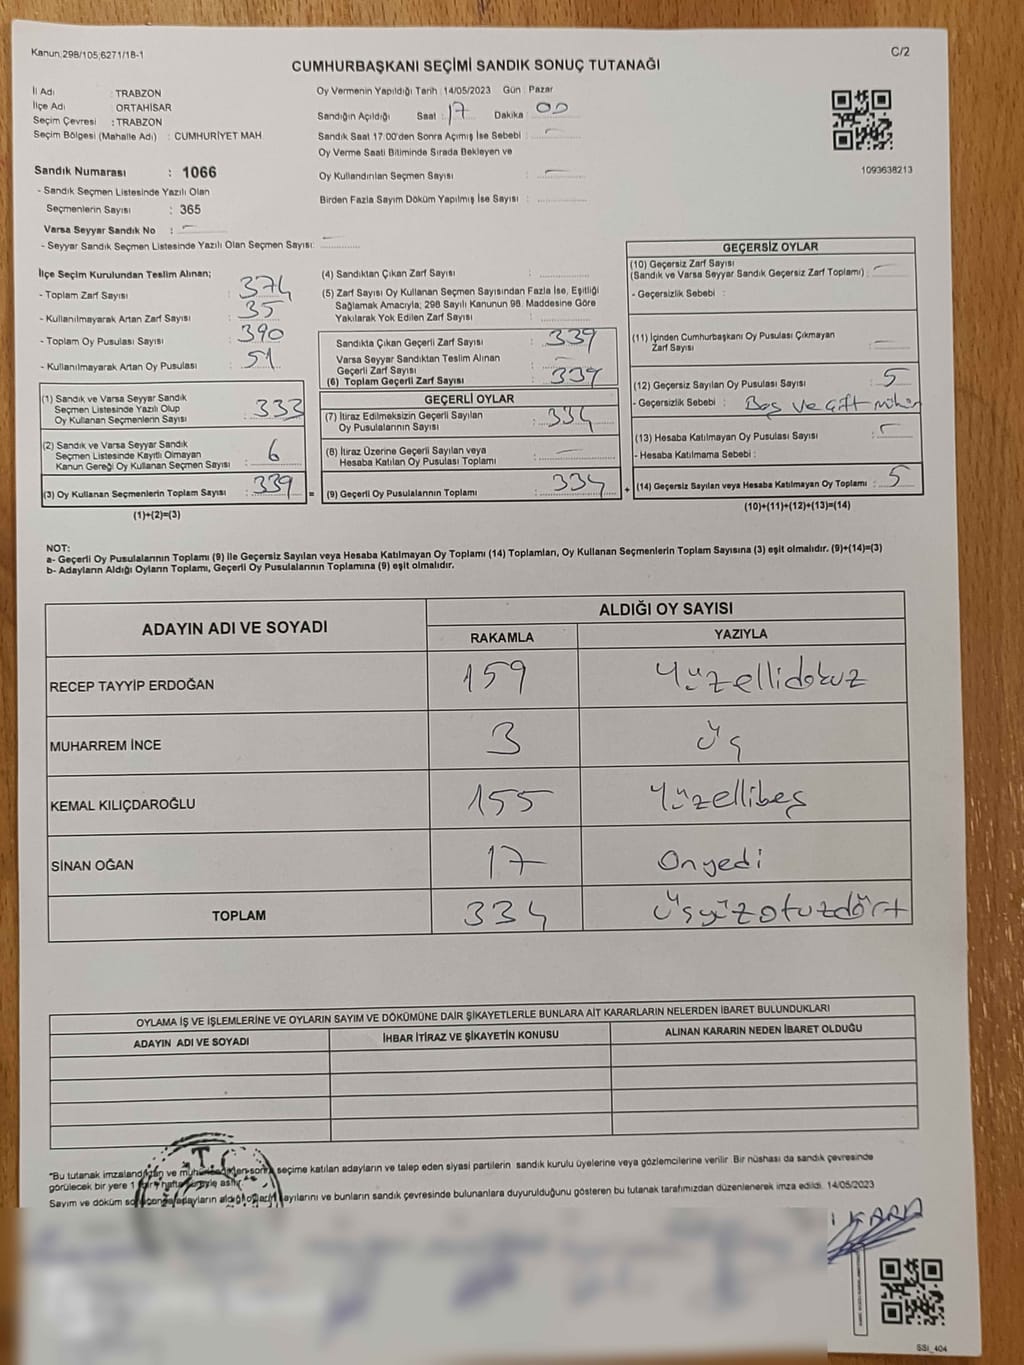 Kanun;298/105;6271/18-1
C/2
CUMHURBAŞKANI SEÇİMİ SANDIK SONUÇ TUTANAĞI
İl Adı : TRABZON
İlçe Adı : ORTAHİSAR
Seçim Çevresi : TRABZON
Seçim Bölgesi (Mahalle Adı) : CUMHURİYET MAH
Sandık Numarası : 1066
- Sandık Seçmen Listesinde Yazılı Olan
Seçmenlerin Sayısı : 365
Varsa Seyyar Sandık No : —
- Seyyar Sandık Seçmen Listesinde Yazılı Olan Seçmen Sayısı: —
Oy Vermenin Yapıldığı Tarih : 14/05/2023 Gün : Pazar
Sandığın Açıldığı Saat : 17 Dakika : 00
Sandık Saat 17:00'den Sonra Açımış İse Sebebi : —
Oy Verme Saati Bitiminde Sırada Bekleyen ve
Oy Kullandırılan Seçmen Sayısı : —
Birden Fazla Sayım Döküm Yapılmış İse Sayısı :
1093638213
İlçe Seçim Kurulundan Teslim Alınan;
- Toplam Zarf Sayısı : 374
- Kullanılmayarak Artan Zarf Sayısı : 35
- Toplam Oy Pusulası Sayısı : 390
- Kullanılmayarak Artan Oy Pusulası : 51
(1) Sandık ve Varsa Seyyar Sandık
Seçmen Listesinde Yazılı Olup
Oy Kullanan Seçmenlerin Sayısı : 333
(2) Sandık ve Varsa Seyyar Sandık
Seçmen Listesinde Kayıtlı Olmayan
Kanun Gereği Oy Kullanan Seçmen Sayısı : 6
(3) Oy Kullanan Seçmenlerin Toplam Sayısı : 339 =
(1)+(2)=(3)
(4) Sandıktan Çıkan Zarf Sayısı :
(5) Zarf Sayısı Oy Kullanan Seçmen Sayısından Fazla İse, Eşitliği
Sağlamak Amacıyla; 298 Sayılı Kanunun 98. Maddesine Göre
Yakılarak Yok Edilen Zarf Sayısı :
Sandıkta Çıkan Geçerli Zarf Sayısı : 339
Varsa Seyyar Sandıktan Teslim Alınan
Geçerli Zarf Sayısı : —
(6) Toplam Geçerli Zarf Sayısı : 339
GEÇERLİ OYLAR
(7) İtiraz Edilmeksizin Geçerli Sayılan
Oy Pusulalarının Sayısı : 334
(8) İtiraz Üzerine Geçerli Sayılan veya
Hesaba Katılan Oy Pusulası Toplamı : —
(9) Geçerli Oy Pusulalarının Toplamı : 334 +
GEÇERSİZ OYLAR
(10) Geçersiz Zarf Sayısı
(Sandık ve Varsa Seyyar Sandık Geçersiz Zarf Toplamı) : —
- Geçersizlik Sebebi :
(11) İçinden Cumhurbaşkanı Oy Pusulası Çıkmayan
Zarf Sayısı : —
(12) Geçersiz Sayılan Oy Pusulası Sayısı : 5
- Geçersizlik Sebebi : Boş ve çift mühür
(13) Hesaba Katılmayan Oy Pusulası Sayısı : —
- Hesaba Katılmama Sebebi :
(14) Geçersiz Sayılan veya Hesaba Katılmayan Oy Toplamı : 5
(10)+(11)+(12)+(13)=(14)
NOT:
a- Geçerli Oy Pusulalarının Toplamı (9) ile Geçersiz Sayılan veya Hesaba Katılmayan Oy Toplamı (14) Toplamları, Oy Kullanan Seçmenlerin Toplam Sayısına (3) eşit olmalıdır. (9)+(14)=(3)
b- Adayların Aldığı Oyların Toplamı, Geçerli Oy Pusulalarının Toplamına (9) eşit olmalıdır.
ADAYIN ADI VE SOYADI
ALDIĞI OY SAYISI
RAKAMLA YAZIYLA
RECEP TAYYİP ERDOĞAN 159 Yüzellidokuz
MUHARREM İNCE 3 Üç
KEMAL KILIÇDAROĞLU 155 Yüzellibeş
SİNAN OĞAN 17 Onyedi
TOPLAM 334 Üçyüzotuzdört
OYLAMA İŞ VE İŞLEMLERİNE VE OYLARIN SAYIM VE DÖKÜMÜNE DAİR ŞİKAYETLERLE BUNLARA AİT KARARLARIN NELERDEN İBARET BULUNDUKLARI
ADAYIN ADI VE SOYADI İHBAR İTİRAZ VE ŞİKAYETİN KONUSU ALINAN KARARIN NEDEN İBARET OLDUĞU
T.C.
*Bu tutanak imzalandıktan ve mühürlendikten sonra seçime katılan adayların ve talep eden siyasi partilerin sandık kurulu üyelerine veya gözlemcilerine verilir. Bir nüshası da sandık çevresinde
görülecek bir yere 1 hafta süreyle asılır.
Sayım ve döküm sonucunda adayların aldığı oyların sayılarını ve bunların sandık çevresinde bulunanlara duyurulduğunu gösteren bu tutanak tarafımızdan düzenlenerek imza edildi. 14/05/2023
KARA
SSI_404